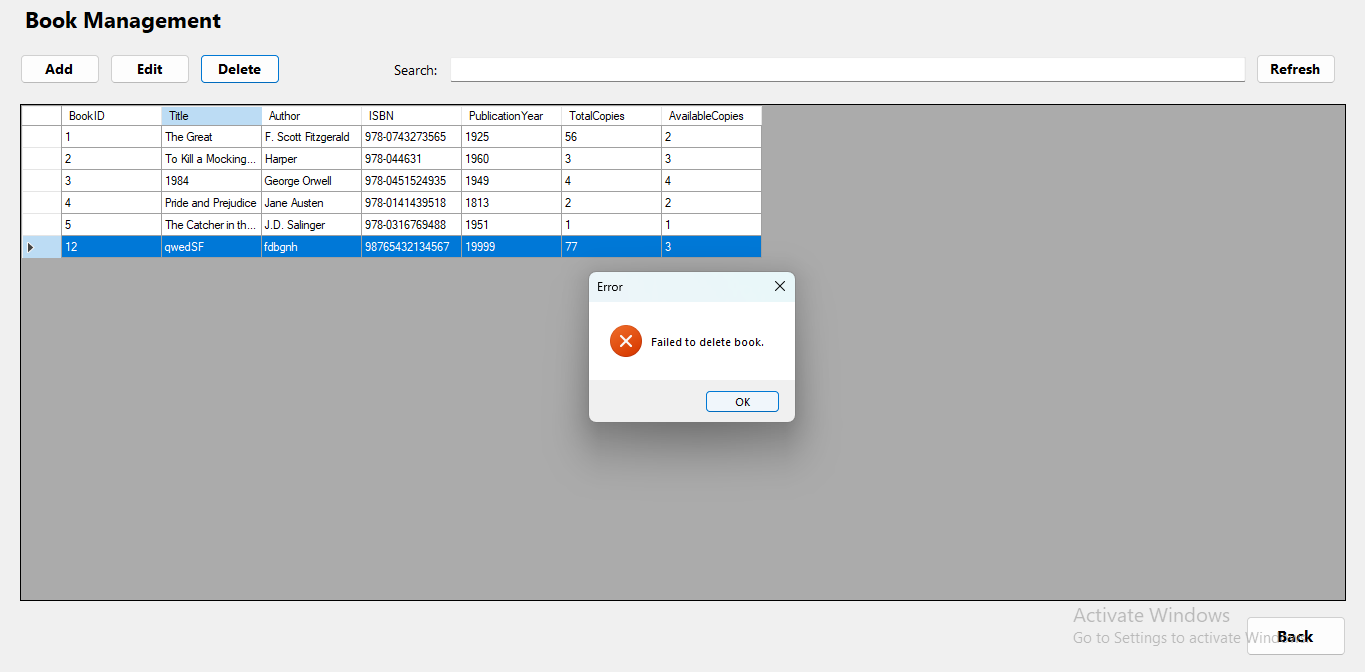 Book Management
Add Edit Delete Search: Refresh
BookID Title Author ISBN PublicationYear TotalCopies AvailableCopies
1 The Great F. Scott Fitzgerald 978-0743273565 1925 56 2
2 To Kill a Mocking... Harper 978-044631 1960 3 3
3 1984 George Orwell 978-0451524935 1949 4 4
4 Pride and Prejudice Jane Austen 978-0141439518 1813 2 2
5 The Catcher in th... J.D. Salinger 978-0316769488 1951 1 1
12 qwedSF fdbgnh 98765432134567 19999 77 3
Error
Failed to delete book.
OK
Activate Windows
Go to Settings to activate Windows.
Back